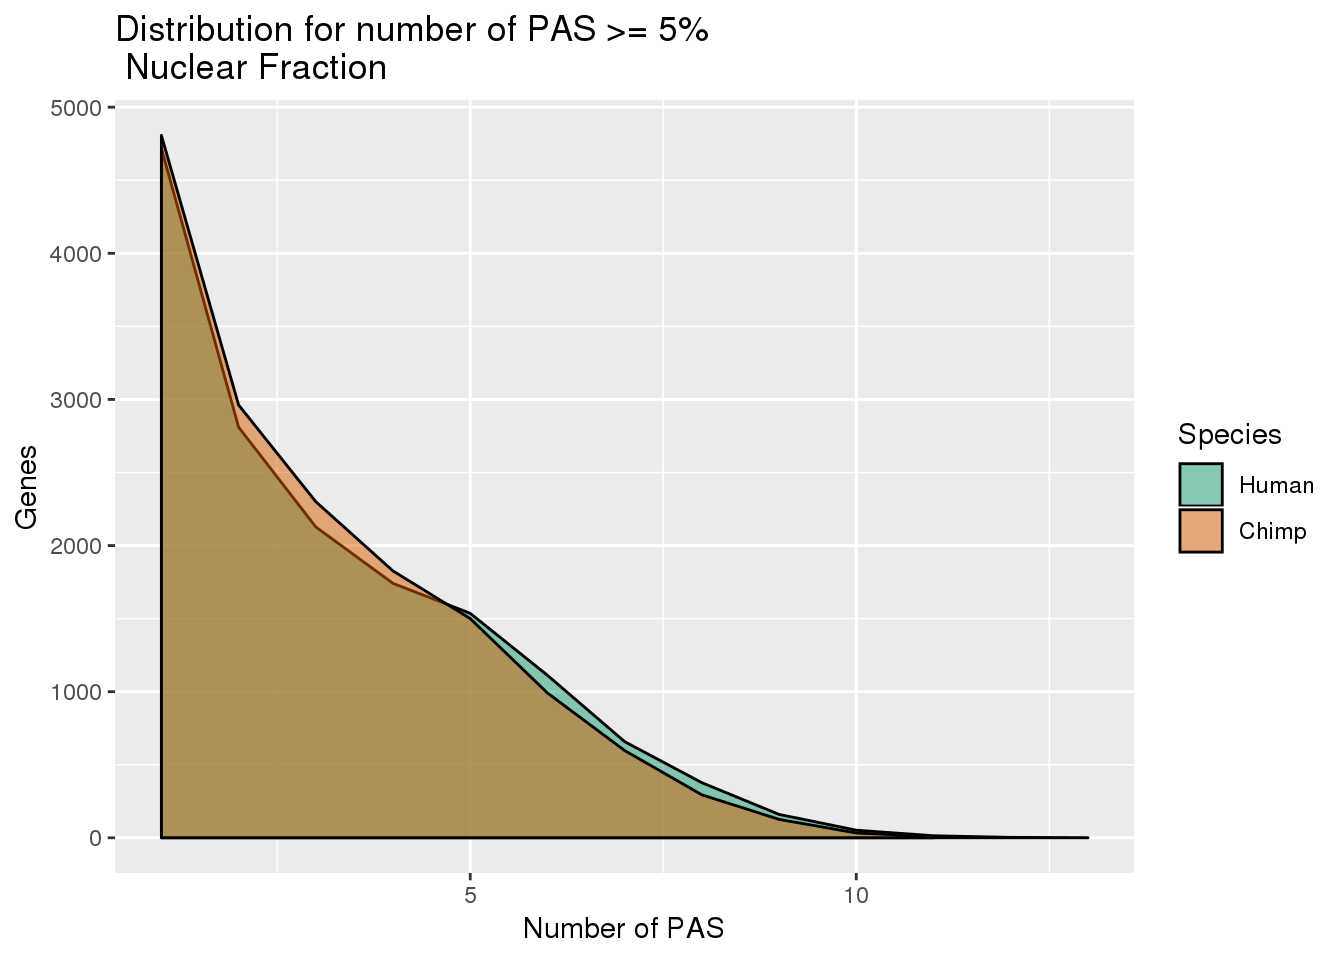 Distribution for number of PAS >= 5%
Nuclear Fraction
5000
4000
3000
2000
1000
0
Genes
5
10
Number of PAS
Species
Human
Chimp